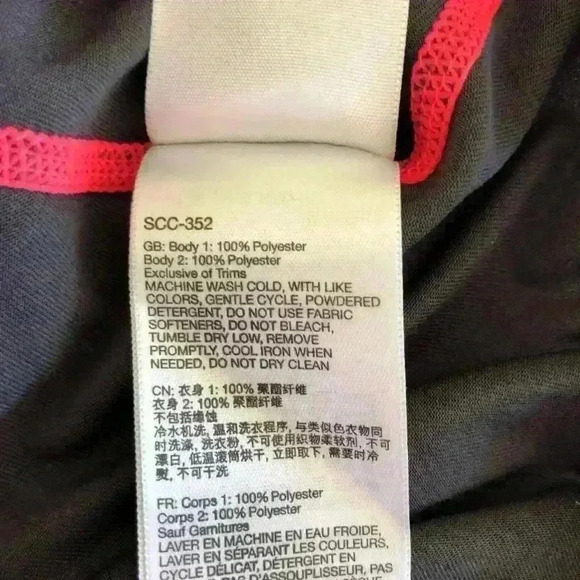 SCC-352
GB: Body 1: 100% Polyester
Body 2: 100% Polyester
Exclusive of Trims
MACHINE WASH COLD, WITH LIKE
COLORS, GENTLE CYCLE, POWDERED
DETERGENT, DO NOT USE FABRIC
SOFTENERS, DO NOT BLEACH,
TUMBLE DRY LOW, REMOVE
PROMPTLY, COOL IRON WHEN
NEEDED, DO NOT DRY CLEAN
CN: 衣身 1: 100% 聚酯纤维
衣身 2: 100% 聚酯纤维
不包括缘蚀
冷水机洗, 温和洗衣程序, 与类似色衣物同
时洗涤, 洗衣粉, 不可使用织物柔软剂, 不可
漂白, 低温滚筒烘干, 立即取下, 需要时冷
熨, 不可干洗
FR: Corps 1: 100% Polyester
Corps 2: 100% Polyester
Sauf Garnitures
LAVER EN MACHINE EN EAU FROIDE,
LAVER EN SÉPARANT LES COULEURS,
CYCLE DÉLICAT, DÉTERGENT EN
D'ASSOUPLISSEUR, PAS